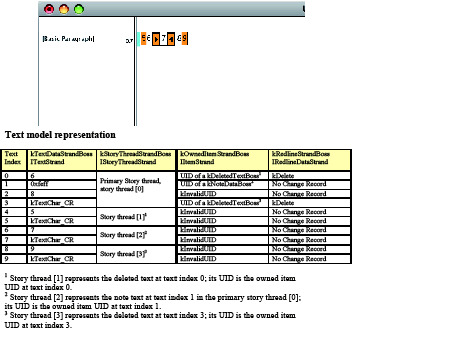 [Basic Paragraph]
Text model representation
Text Index kTextDataStrandBoss ITextStrand kStoryThreadStrandBoss IStoryThreadStrand kOwnedItemStrandBoss IItemStrand kRedlineStrandBoss IRedlineDataStrand
0 6 Primary Story thread, story thread [0] UID of a kDeletedTextBoss1 kDelete
1 0xfeff UID of a kNoteDataBoss2 No Change Record
2 8 kInvalidUID No Change Record
3 kTextChar_CR UID of a kDeletedTextBoss3 kDelete
4 5 Story thread [1]1 kInvalidUID No Change Record
5 kTextChar_CR kInvalidUID No Change Record
6 7 Story thread [2]2 kInvalidUID No Change Record
7 kTextChar_CR kInvalidUID No Change Record
8 9 Story thread [3]3 kInvalidUID No Change Record
9 kTextChar_CR kInvalidUID No Change Record
1 Story thread [1] represents the deleted text at text index 0; its UID is the owned item
UID at text index 0.
2 Story thread [2] represents the note text at text index 1 in the primary story thread [0];
its UID is the owned item UID at text index 1.
3 Story thread [3] represents the deleted text at text index 3; its UID is the owned item
UID at text index 3.